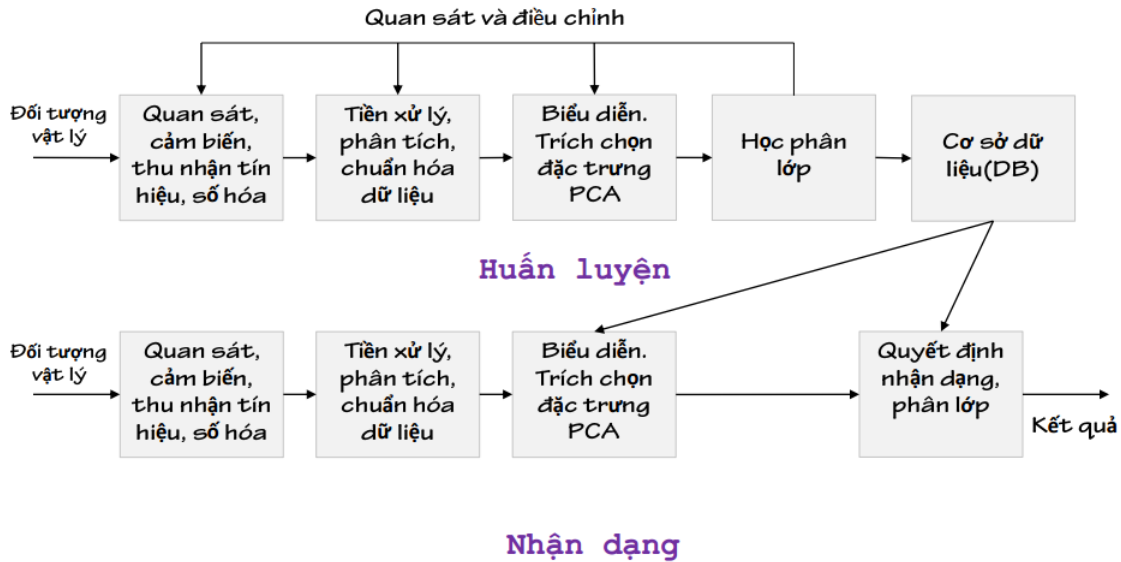 Quan sát và điều chỉnh
Đối tượng
vật lý
Quan sát,
cảm biến,
thu nhận tín
hiệu, số hóa
Tiền xử lý,
phân tích,
chuẩn hóa
dữ liệu
Biểu diễn.
Trích chọn
đặc trưng
PCA
Học phân
lớp
Cơ sở dữ
liệu(DB)
Huấn luyện
Đối tượng
vật lý
Quan sát,
cảm biến,
thu nhận tín
hiệu, số hóa
Tiền xử lý,
phân tích,
chuẩn hóa
dữ liệu
Biểu diễn.
Trích chọn
đặc trưng
PCA
Quyết định
nhận dạng,
phân lớp
Kết quả
Nhận dạng